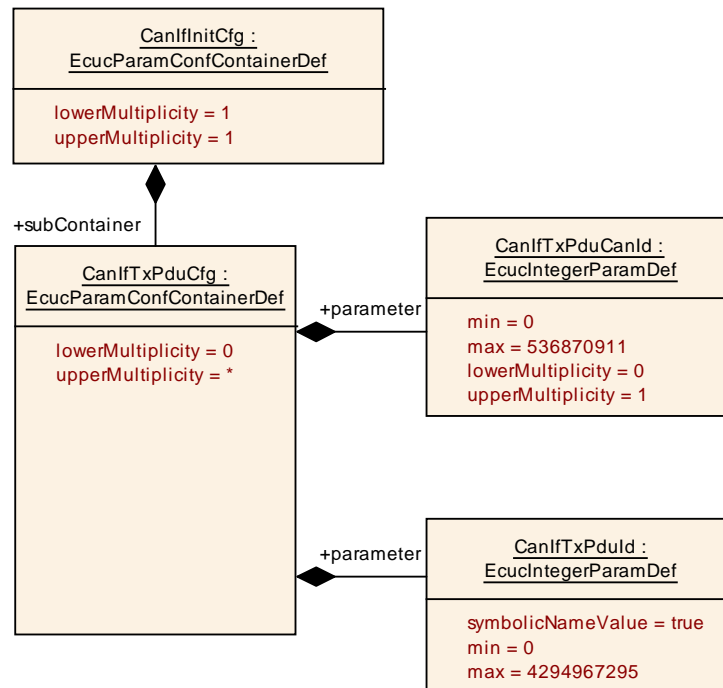 CanIfInitCfg :
EcucParamConfContainerDef
lowerMultiplicity = 1
upperMultiplicity = 1
+subContainer
CanIfTxPduCfg :
EcucParamConfContainerDef
lowerMultiplicity = 0
upperMultiplicity = *
+parameter
CanIfTxPduCanId :
EcucIntegerParamDef
min = 0
max = 536870911
lowerMultiplicity = 0
upperMultiplicity = 1
+parameter
CanIfTxPduId :
EcucIntegerParamDef
symbolicNameValue = true
min = 0
max = 4294967295